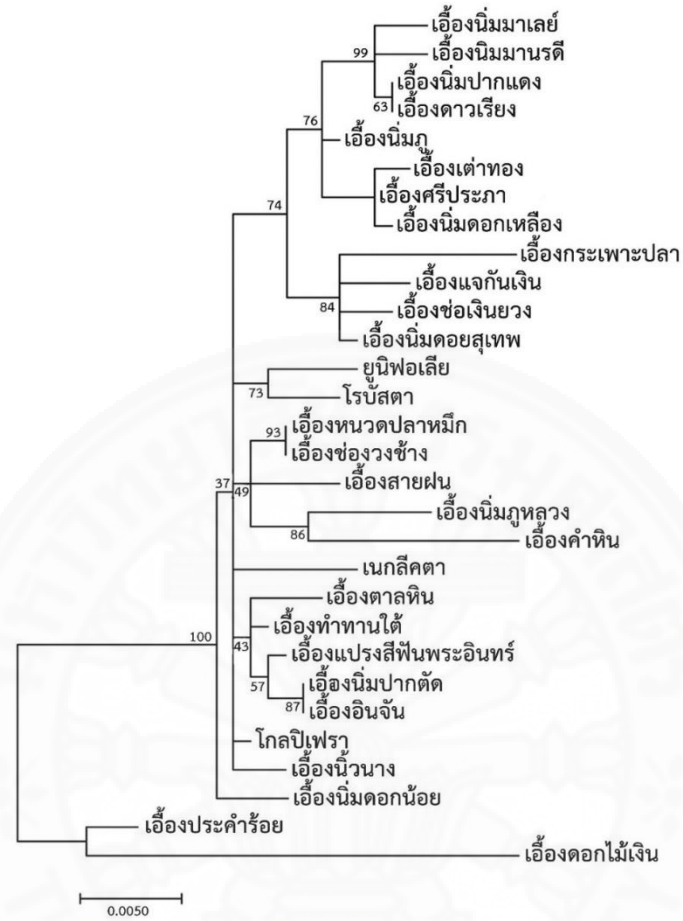 เอื้องนิ่มมาเลย์
99
เอื้องนิมมานรดี
เอื้องนิ่มปากแดง
63
เอื้องดาวเรียง
76
เอื้องนิ่มภู
เอื้องเต่าทอง
เอื้องศรีประภา
74
เอื้องนิ่มดอกเหลือง
เอื้องกระเพาะปลา
เอื้องแจกันเงิน
84
เอื้องช่อเงินยวง
เอื้องนิ่มดอยสุเทพ
ยูนิฟอเลีย
73
โรบัสตา
93
เอื้องหนวดปลาหมึก
เอื้องช่องวงช้าง
37
49
เอื้องสายฝน
เอื้องนิ่มภูหลวง
86
เอื้องคำหิน
เนกลีคตา
เอื้องตาลหิน
100
43
เอื้องทำทานใต้
เอื้องแปรงสีฟันพระอินทร์
57
เอื้องนิ่มปากตัด
87
เอื้องอินจัน
โกลปิเฟรา
เอื้องนิ้วนาง
เอื้องนิ่มดอกน้อย
เอื้องประคำร้อย
เอื้องดอกไม้เงิน
0.0050